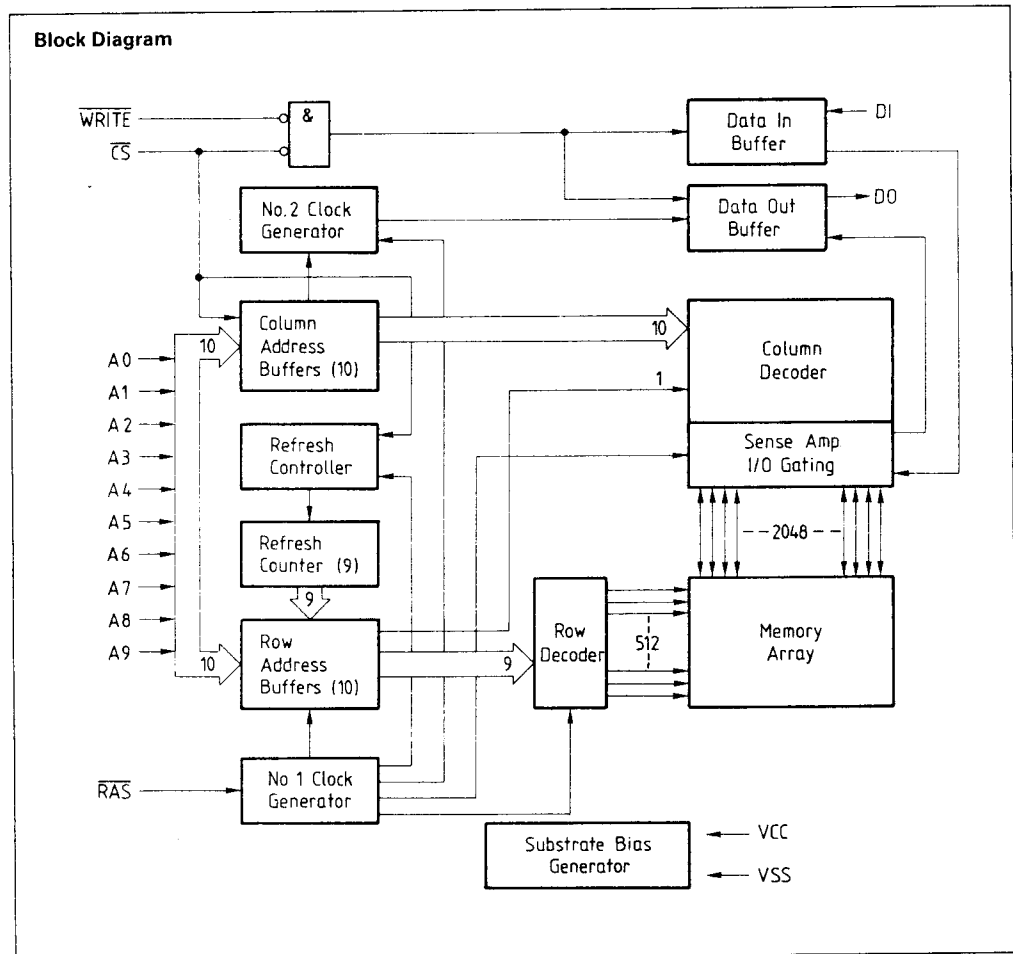 Block Diagram
WRITE
CS
&
Data In
Buffer
DI
No.2 Clock
Generator
Data Out
Buffer
DO
Column
Address
Buffers (10)
10
10
Column
Decoder
1
A0
A1
A2
A3
A4
A5
A6
A7
A8
A9
Refresh
Controller
Sense Amp
I/O Gating
2048
Refresh
Counter (9)
9
Row
Address
Buffers (10)
10
9
Row
Decoder
512
Memory
Array
RAS
No 1 Clock
Generator
Substrate Bias
Generator
VCC
VSS